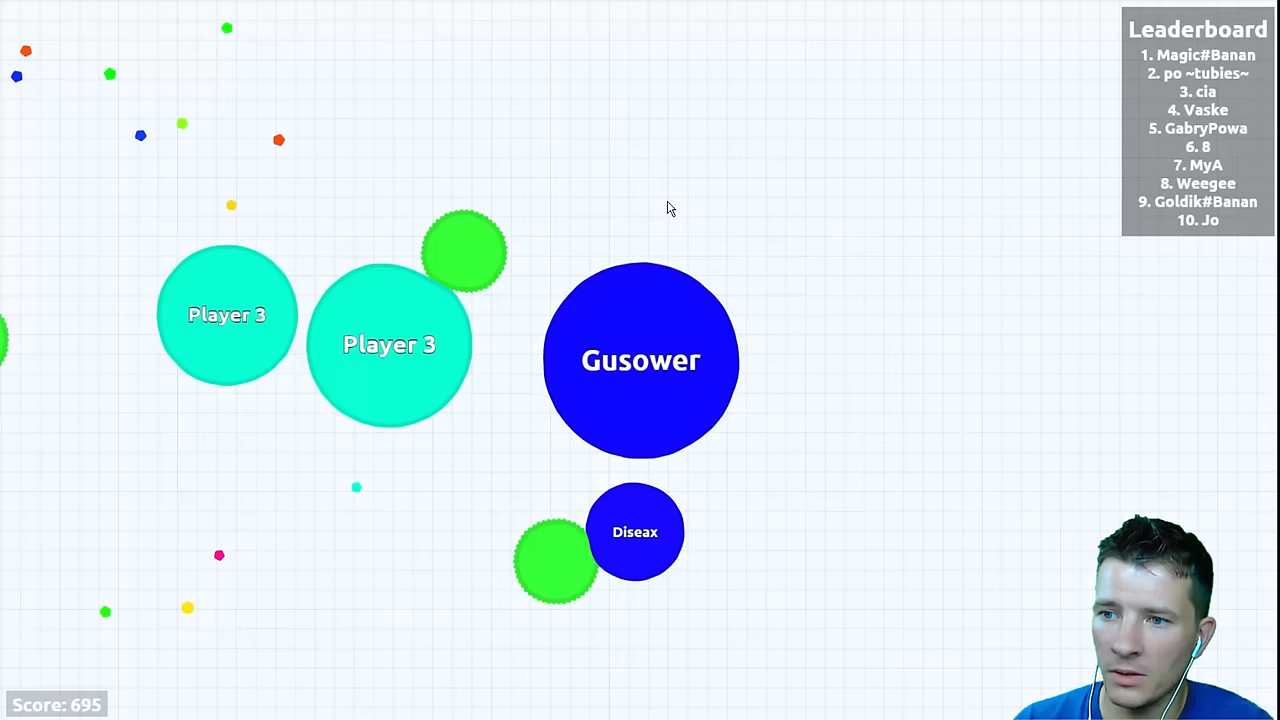 Leaderboard
1. Magic#Banan
2. po ~tubies~
3. cia
4. Vaske
5. GabryPowa
6. 8
7. MyA
8. Weegee
9. Goldik#Banan
10. Jo
Player 3
Player 3
Gusower
Diseax
Score: 695